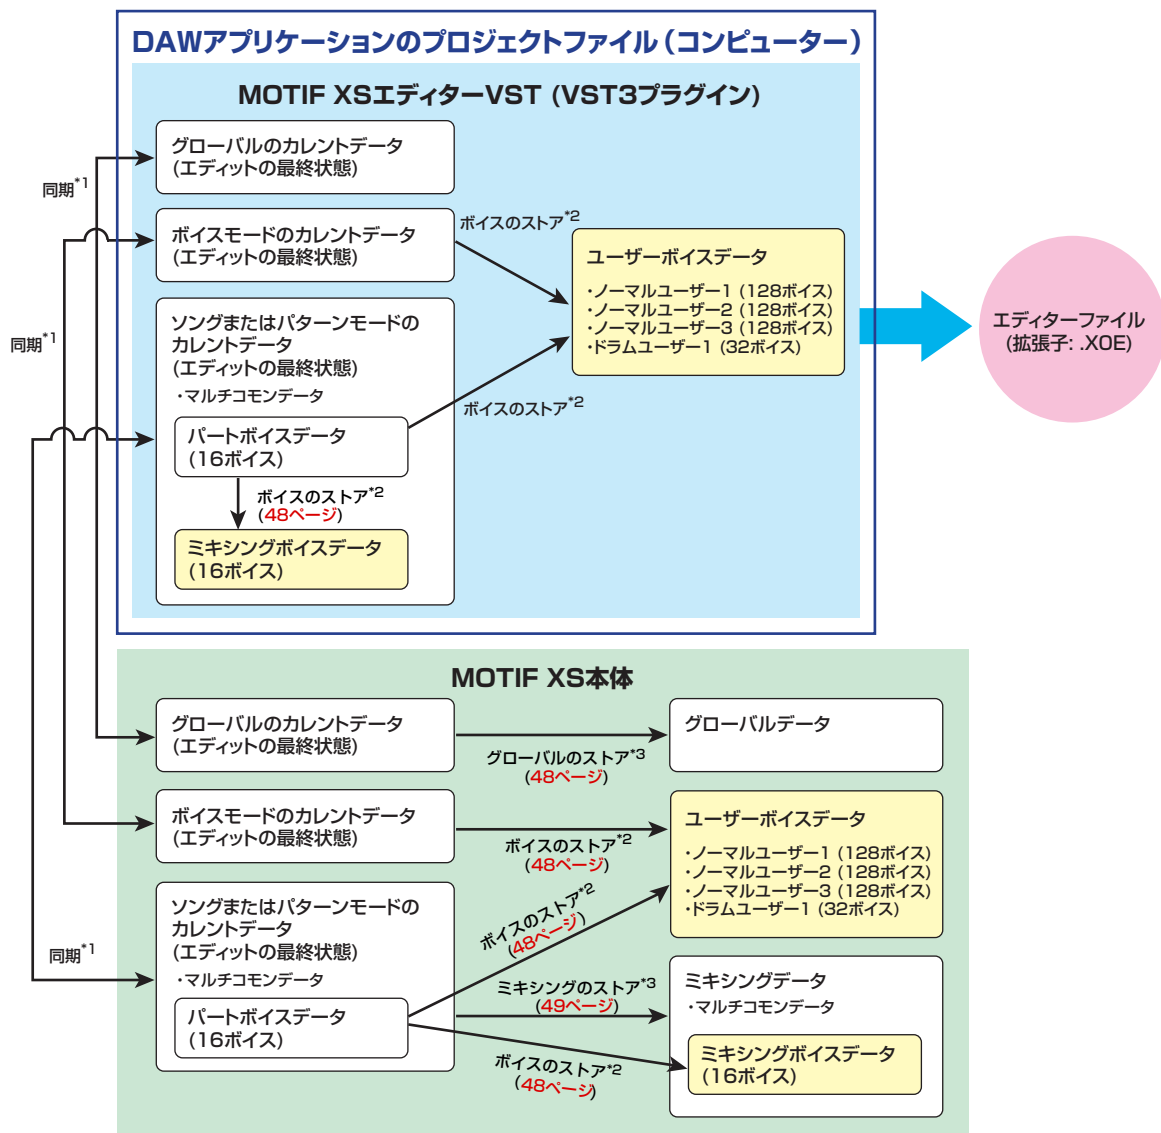 DAWアプリケーションのプロジェクトファイル（コンピューター）
MOTIF XSエディターVST (VST3プラグイン)
グローバルのカレントデータ
(エディットの最終状態)
同期*1
ボイスモードのカレントデータ
(エディットの最終状態)
ボイスのストア*2
ユーザーボイスデータ
・ノーマルユーザー1 (128ボイス)
・ノーマルユーザー2 (128ボイス)
・ノーマルユーザー3 (128ボイス)
・ドラムユーザー1 (32ボイス)
エディターファイル
(拡張子: .X0E)
同期*1
ソングまたはパターンモードの
カレントデータ
(エディットの最終状態)
・マルチコモンデータ
パートボイスデータ
(16ボイス)
ボイスのストア*2
ボイスのストア*2
(48ページ)
ミキシングボイスデータ
(16ボイス)
MOTIF XS本体
グローバルのカレントデータ
(エディットの最終状態)
グローバルのストア*3
(48ページ)
グローバルデータ
ボイスモードのカレントデータ
(エディットの最終状態)
ボイスのストア*2
(48ページ)
ユーザーボイスデータ
・ノーマルユーザー1 (128ボイス)
・ノーマルユーザー2 (128ボイス)
・ノーマルユーザー3 (128ボイス)
・ドラムユーザー1 (32ボイス)
同期*1
ソングまたはパターンモードの
カレントデータ
(エディットの最終状態)
・マルチコモンデータ
パートボイスデータ
(16ボイス)
ボイスのストア*2
(48ページ)
ミキシングのストア*3
(49ページ)
ボイスのストア*2
(48ページ)
ミキシングデータ
・マルチコモンデータ
ミキシングボイスデータ
(16ボイス)